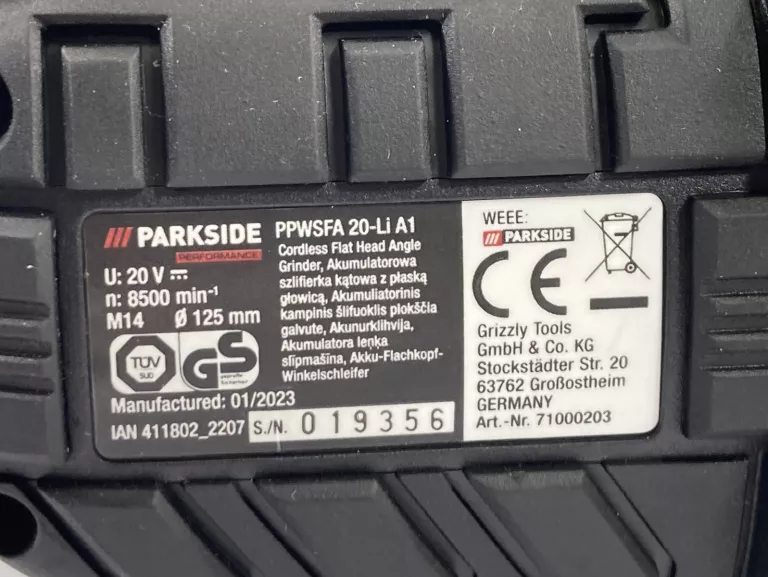 /// PARKSIDE
PERFORMANCE
U: 20 V
n: 8500 min⁻¹
M14 Ø 125 mm
TÜV
SÜD
GS
geprüfte
Sicherheit
Manufactured: 01/2023
IAN 411802_2207
S./N. 019356
PPWSFA 20-Li A1
Cordless Flat Head Angle
Grinder, Akumulatorowa
szlifierka kątowa z płaską
głowicą, Akumuliatorinis
kampinis šlifuoklis plokščia
galvute, Akunurklihvija,
Akumulatora leņķa
slīpmašīna, Akku-Flachkopf-
Winkelschleifer
WEEE:
/// PARKSIDE
CE
Grizzly Tools
GmbH & Co. KG
Stockstädter Str. 20
63762 Großostheim
GERMANY
Art.-Nr. 71000203